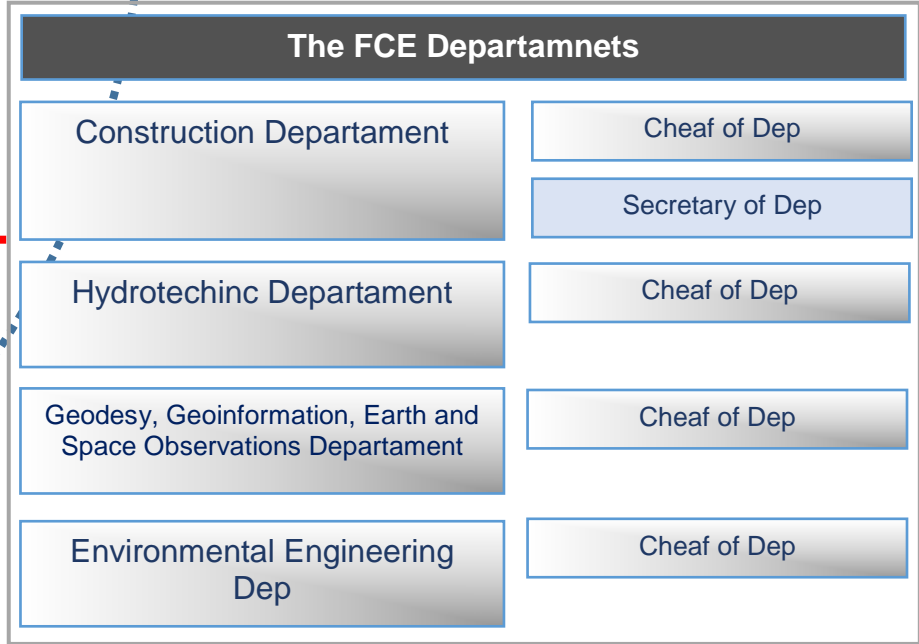 The FCE Departamnets
Construction Departament
Cheaf of Dep
Secretary of Dep
Hydrotechinc Departament
Cheaf of Dep
Geodesy, Geoinformation, Earth and
Space Observations Departament
Cheaf of Dep
Environmental Engineering
Dep
Cheaf of Dep